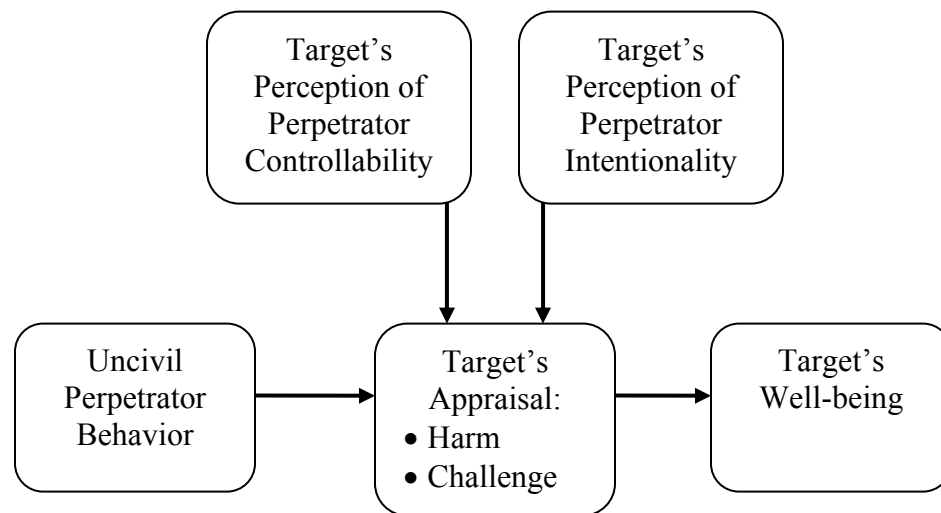 Target’s
Perception of
Perpetrator
Controllability
Target’s
Perception of
Perpetrator
Intentionality
Uncivil
Perpetrator
Behavior
Target’s
Appraisal:
• Harm
• Challenge
Target’s
Well-being